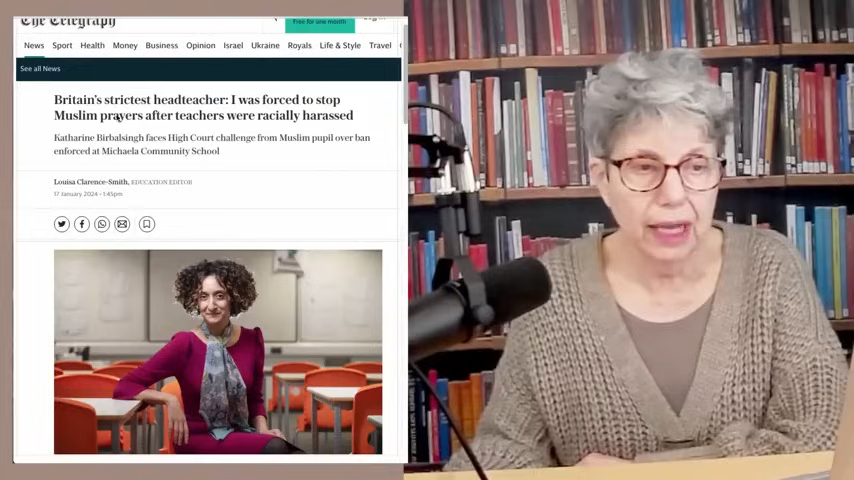 The Telegraph
Free for one month
News Sport Health Money Business Opinion Israel Ukraine Royals Life & Style Travel
See all News
Britain's strictest headteacher: I was forced to stop
Muslim prayers after teachers were racially harassed
Katharine Birbalsingh faces High Court challenge from Muslim pupil over ban
enforced at Michaela Community School
Louisa Clarence-Smith, EDUCATION EDITOR
17 January 2024 • 1:45pm